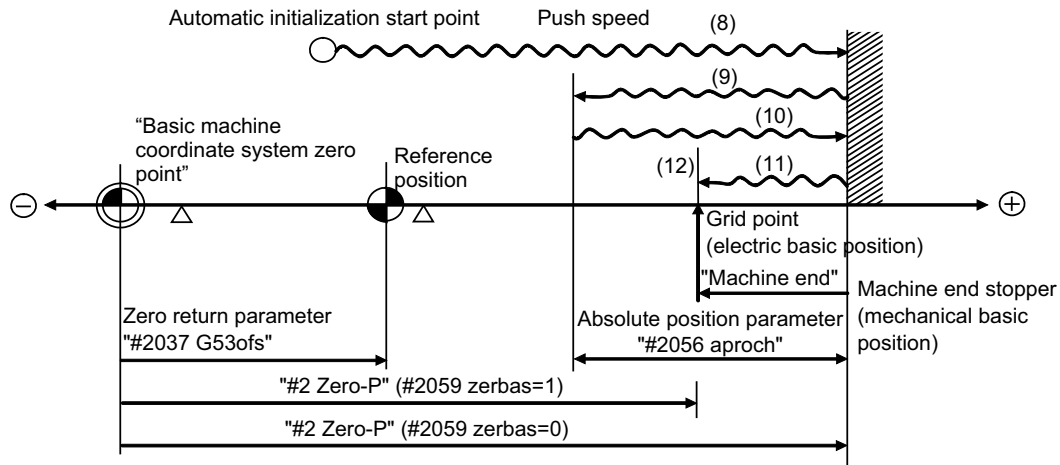 Automatic initialization start point
Push speed
(8)
(9)
(10)
“Basic machine
coordinate system zero
point”
Reference
position
(12)
(11)
−
+
Grid point
(electric basic position)
"Machine end"
Machine end stopper
(mechanical basic
position)
Zero return parameter
"#2037 G53ofs"
Absolute position parameter
"#2056 aproch"
"#2 Zero-P" (#2059 zerbas=1)
"#2 Zero-P" (#2059 zerbas=0)